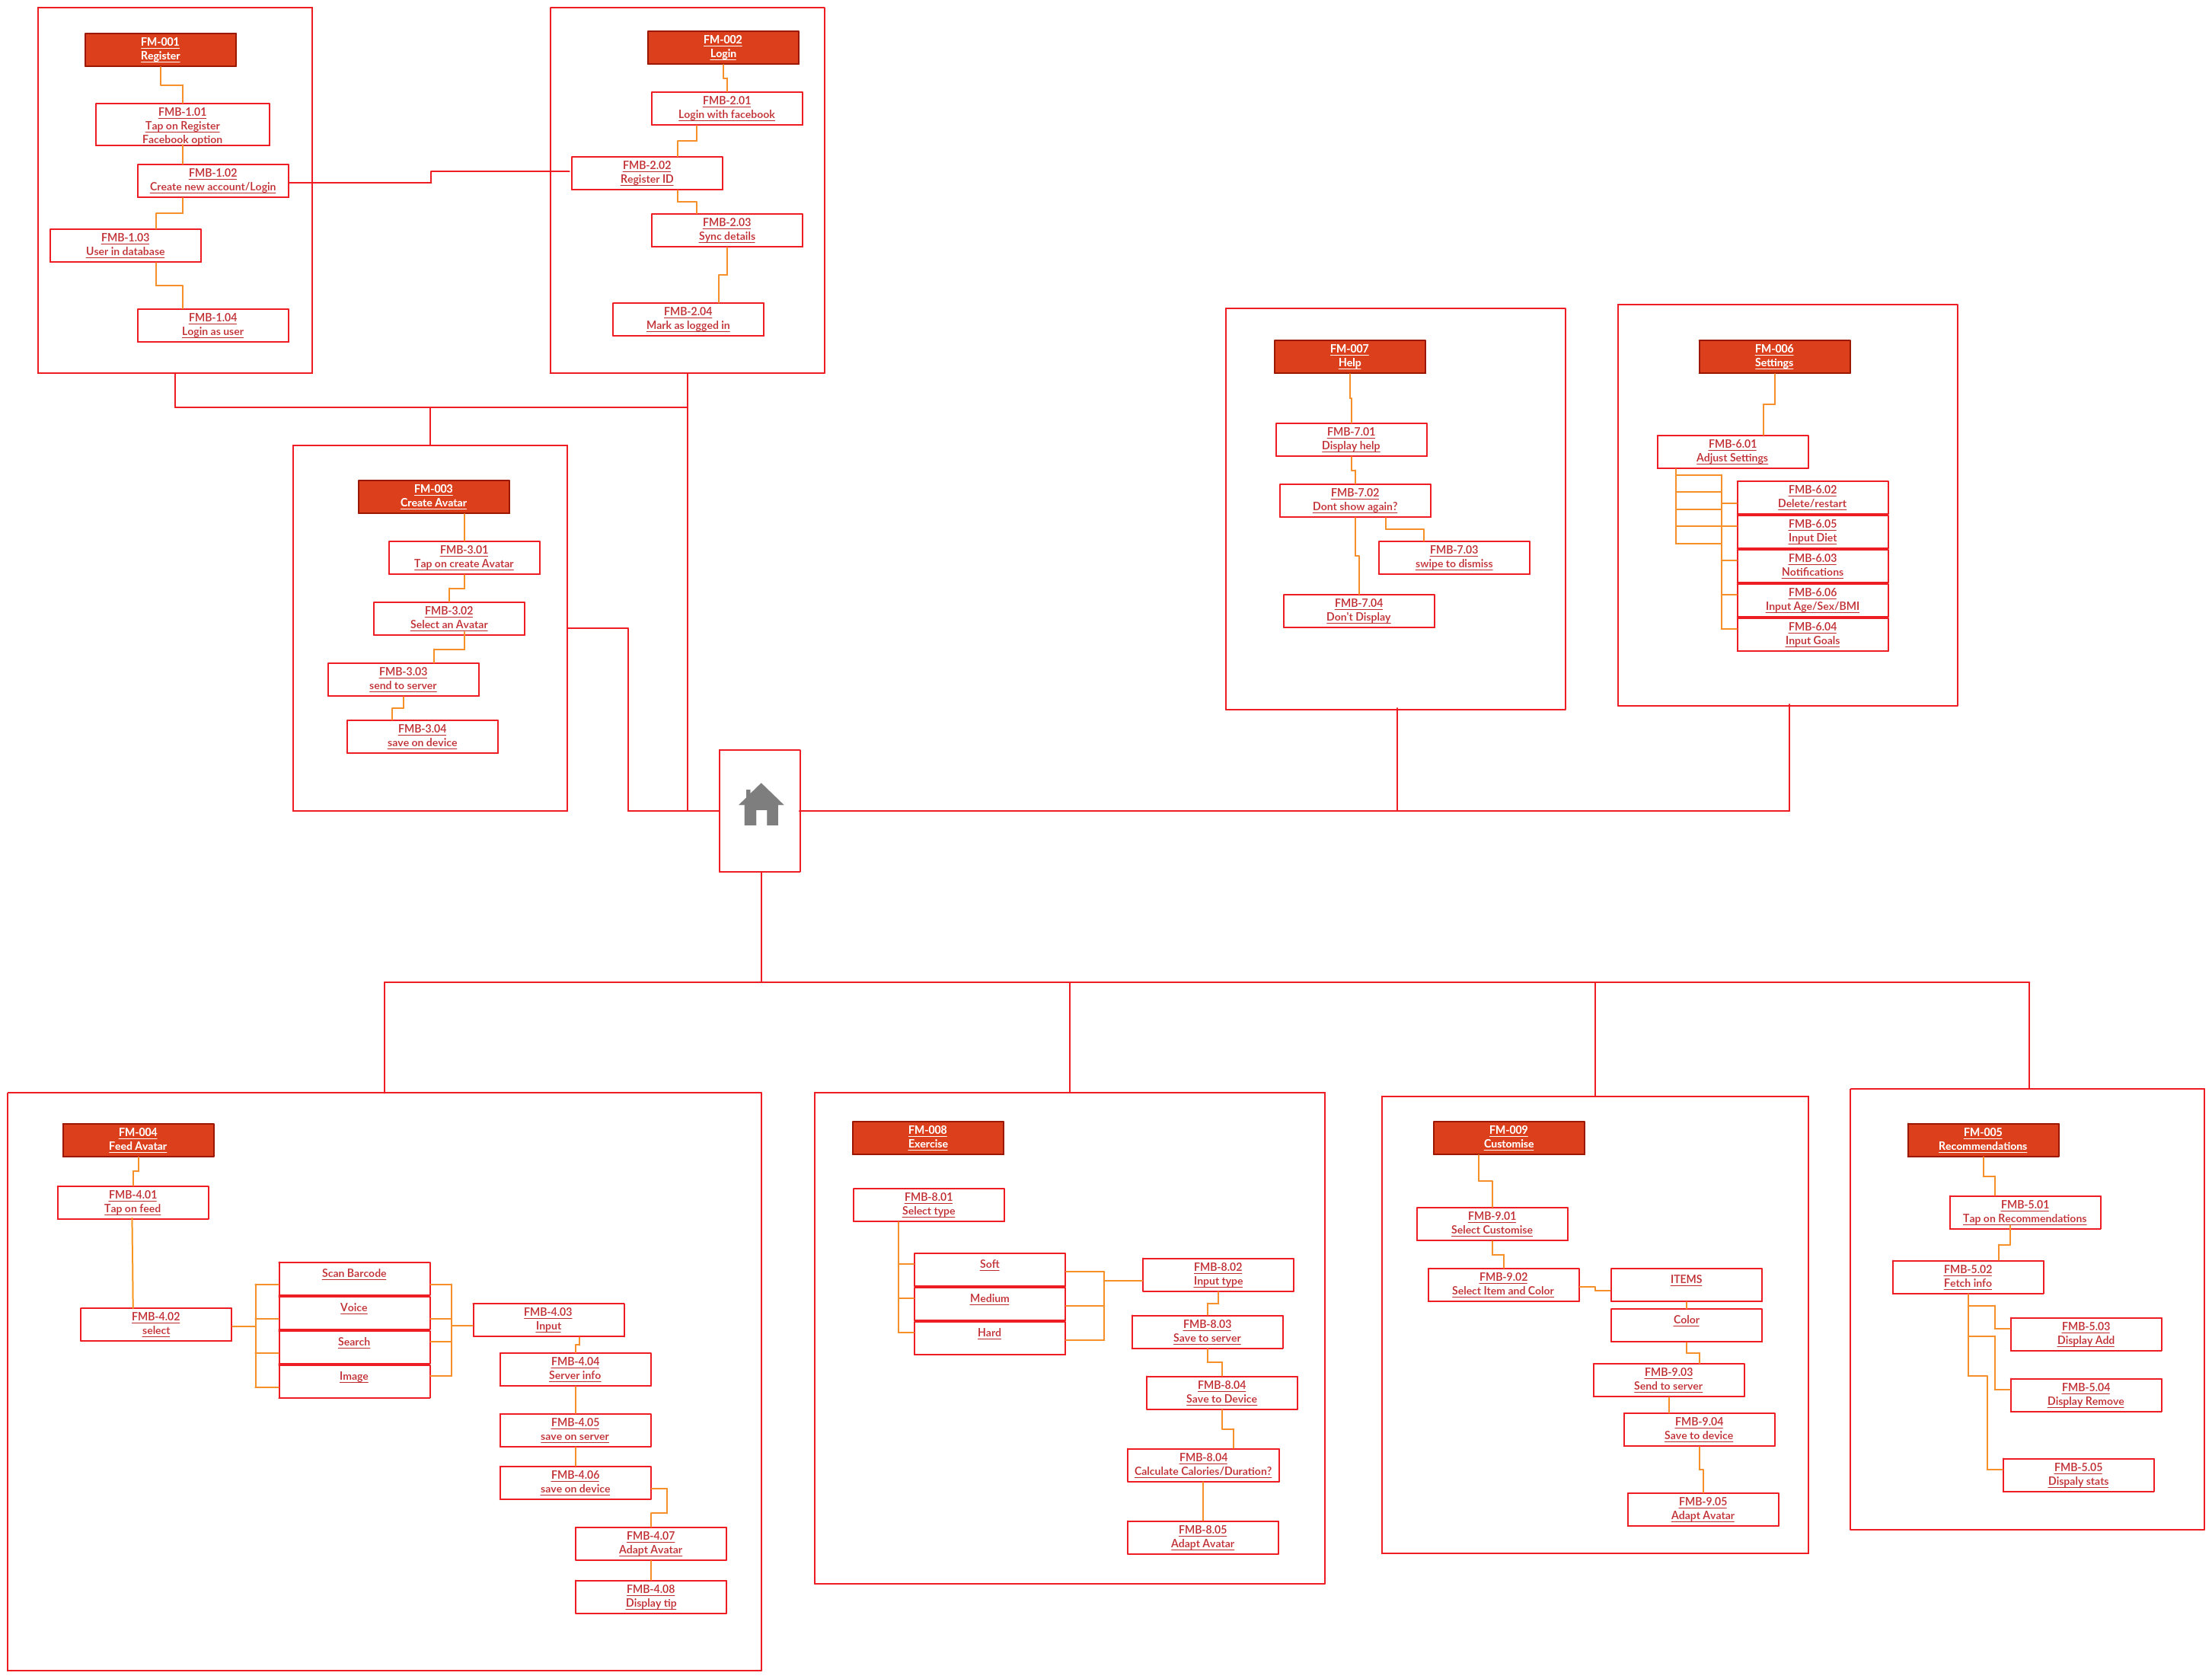 FM-001
Register
FMB-1.01
Tap on Register
Facebook option
FMB-1.02
Create new account/Login
FMB-1.03
User in database
FMB-1.04
Login as user
FM-002
Login
FMB-2.01
Login with facebook
FMB-2.02
Register ID
FMB-2.03
Sync details
FMB-2.04
Mark as logged in
FM-003
Create Avatar
FMB-3.01
Tap on create Avatar
FMB-3.02
Select an Avatar
FMB-3.03
send to server
FMB-3.04
save on device
FM-007
Help
FMB-7.01
Display help
FMB-7.02
Dont show again?
FMB-7.03
swipe to dismiss
FMB-7.04
Don't Display
FM-006
Settings
FMB-6.01
Adjust Settings
FMB-6.02
Delete/restart
FMB-6.05
Input Diet
FMB-6.03
Notifications
FMB-6.06
Input Age/Sex/BMI
FMB-6.04
Input Goals
FM-004
Feed Avatar
FMB-4.01
Tap on feed
FMB-4.02
select
Scan Barcode
Voice
Search
Image
FMB-4.03
Input
FMB-4.04
Server info
FMB-4.05
save on server
FMB-4.06
save on device
FMB-4.07
Adapt Avatar
FMB-4.08
Display tip
FM-008
Exercise
FMB-8.01
Select type
Soft
Medium
Hard
FMB-8.02
Input type
FMB-8.03
Save to server
FMB-8.04
Save to Device
FMB-8.04
Calculate Calories/Duration?
FMB-8.05
Adapt Avatar
FM-009
Customise
FMB-9.01
Select Customise
FMB-9.02
Select Item and Color
ITEMS
Color
FMB-9.03
Send to server
FMB-9.04
Save to device
FMB-9.05
Adapt Avatar
FM-005
Recommendations
FMB-5.01
Tap on Recommendations
FMB-5.02
Fetch info
FMB-5.03
Display Add
FMB-5.04
Display Remove
FMB-5.05
Dispaly stats